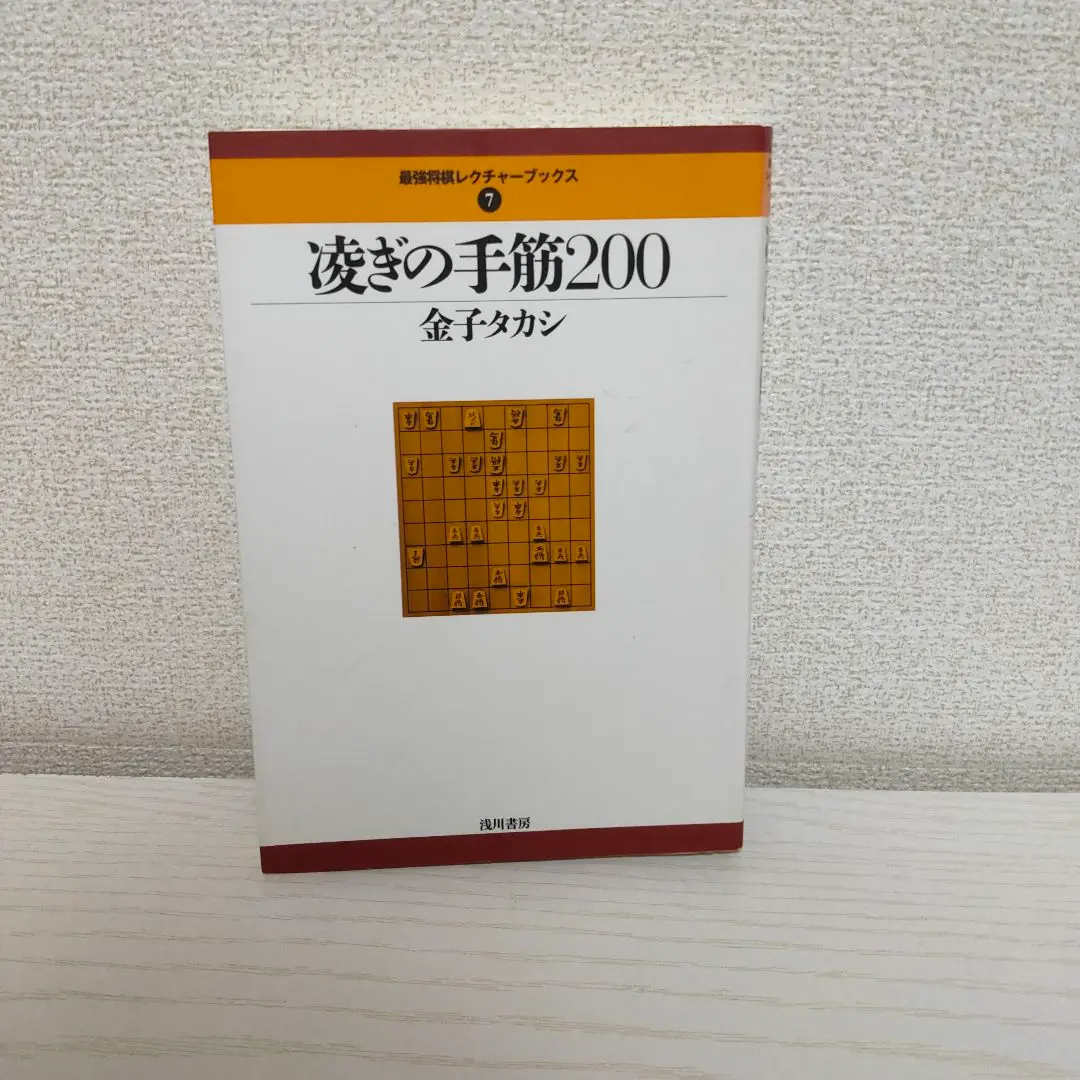 最強将棋レクチャーブックス
7
凌ぎの手筋200
金子タカシ
浅川書房